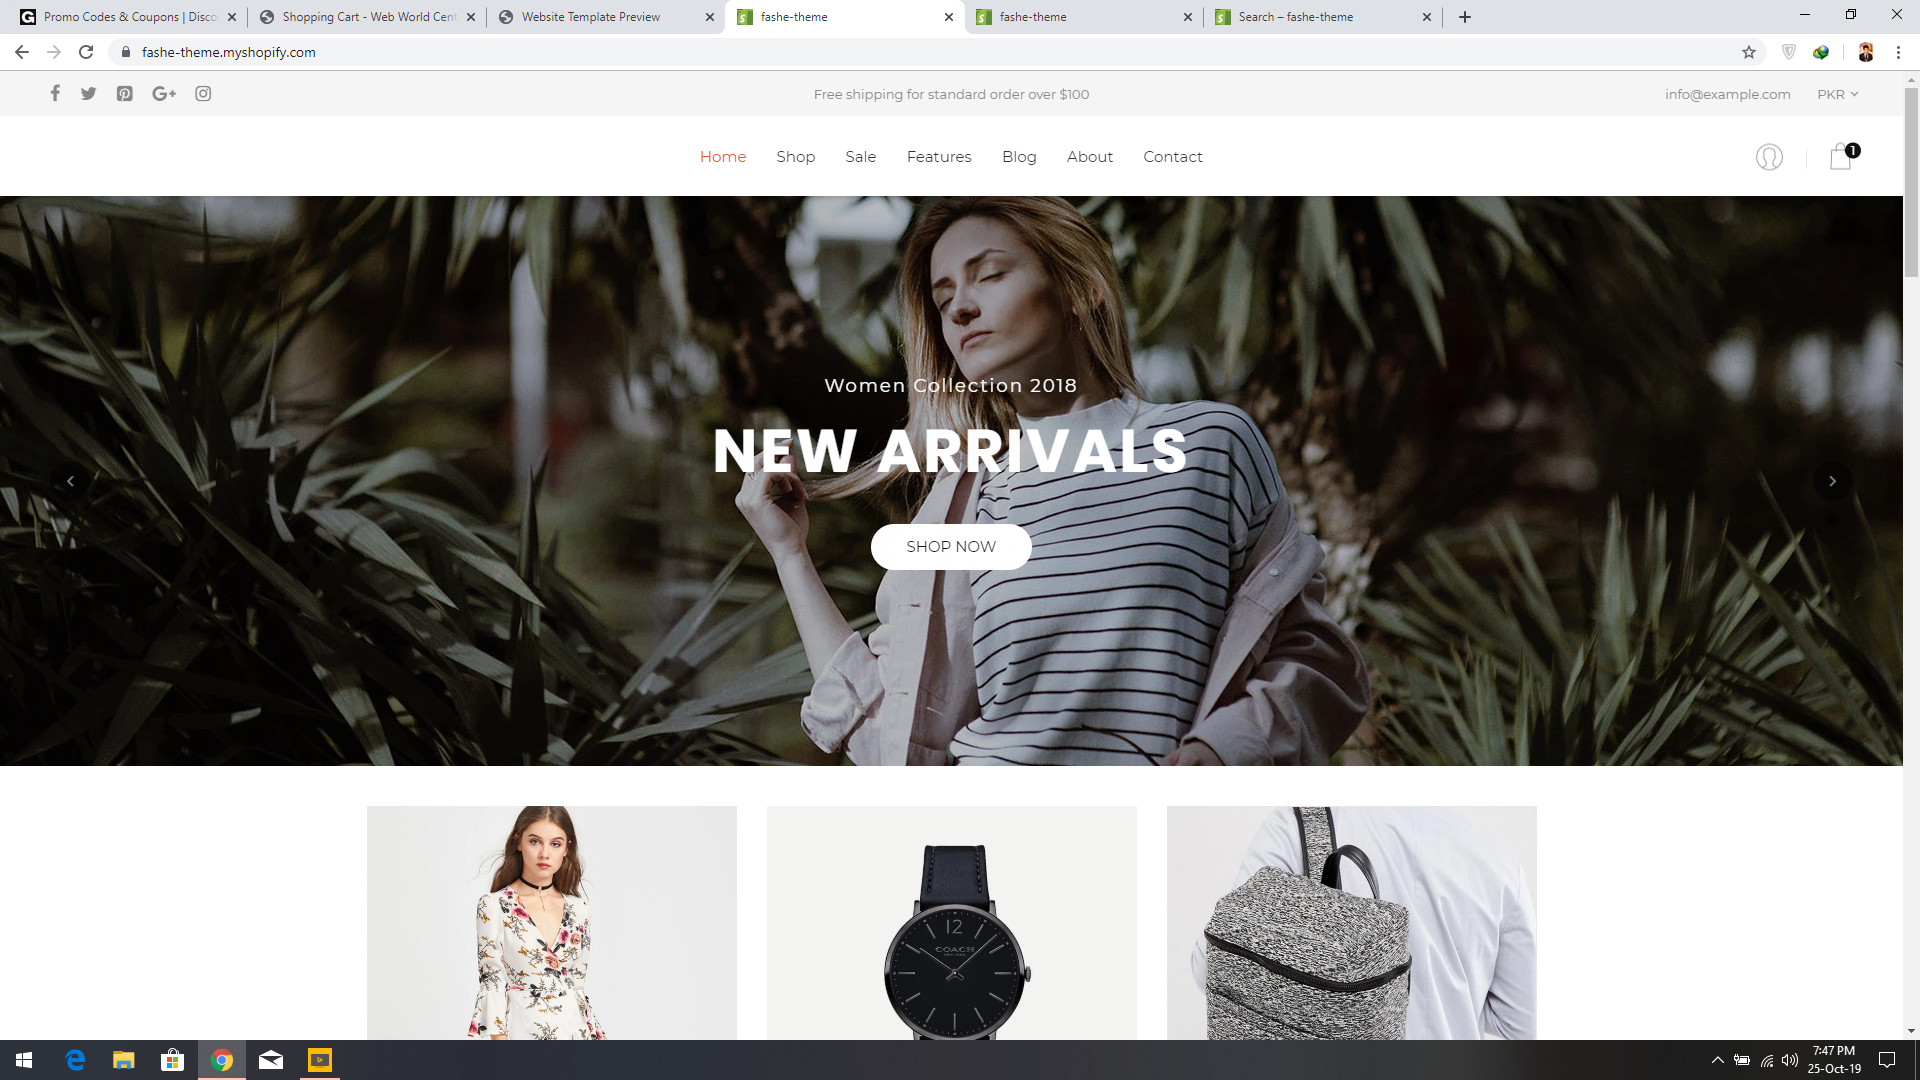 Promo Codes & Coupons | Disco
Shopping Cart - Web World Cent
Website Template Preview
fashe-theme
fashe-theme
Search – fashe-theme
fashe-theme.myshopify.com
Free shipping for standard order over $100
info@example.com
PKR
Home
Shop
Sale
Features
Blog
About
Contact
1
Women Collection 2018
NEW ARRIVALS
SHOP NOW
12
COACH
NEW YORK
7:47 PM
25-Oct-19